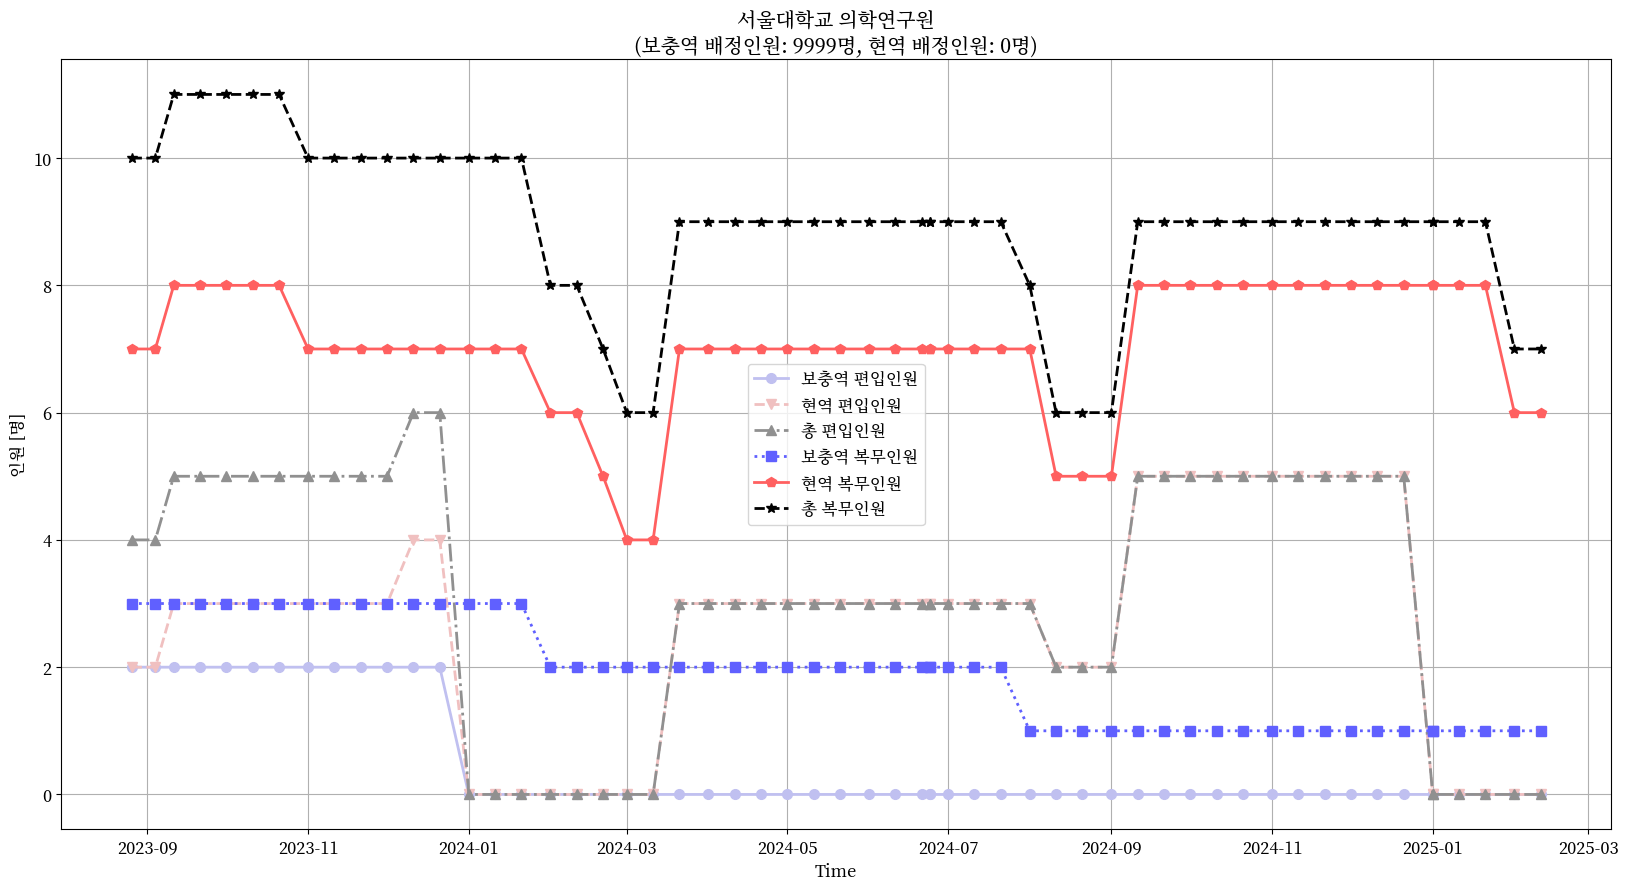 서울대학교 의학연구원
(보충역 배정인원: 9999명, 현역 배정인원: 0명)
인원 [명]
10
8
6
4
2
0
보충역 편입인원
현역 편입인원
총 편입인원
보충역 복무인원
현역 복무인원
총 복무인원
2023-09 2023-11 2024-01 2024-03 2024-05 2024-07 2024-09 2024-11 2025-01 2025-03
Time